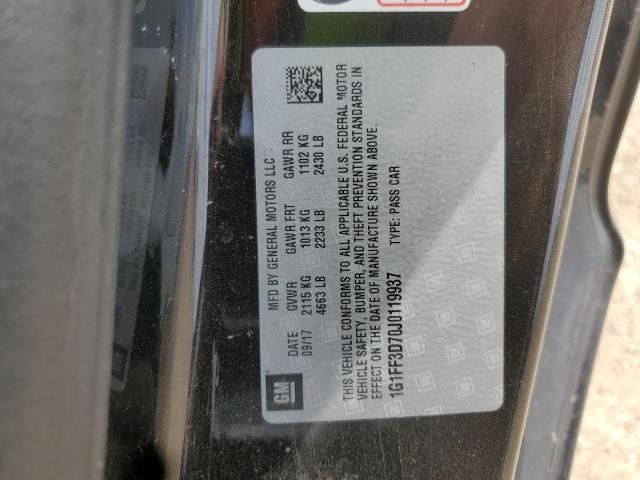 MFD BY GENERAL MOTORS LLC
DATE GVWR GAWR FRT GAWR RR
09/17 2115 KG 1013 KG 1102 KG
4663 LB 2233 LB 2430 LB
THIS VEHICLE CONFORMS TO ALL APPLICABLE U.S. FEDERAL MOTOR
VEHICLE SAFETY, BUMPER, AND THEFT PREVENTION STANDARDS IN
EFFECT ON THE DATE OF MANUFACTURE SHOWN ABOVE.
1G1FF3D70J0119937 TYPE: PASS CAR
GM